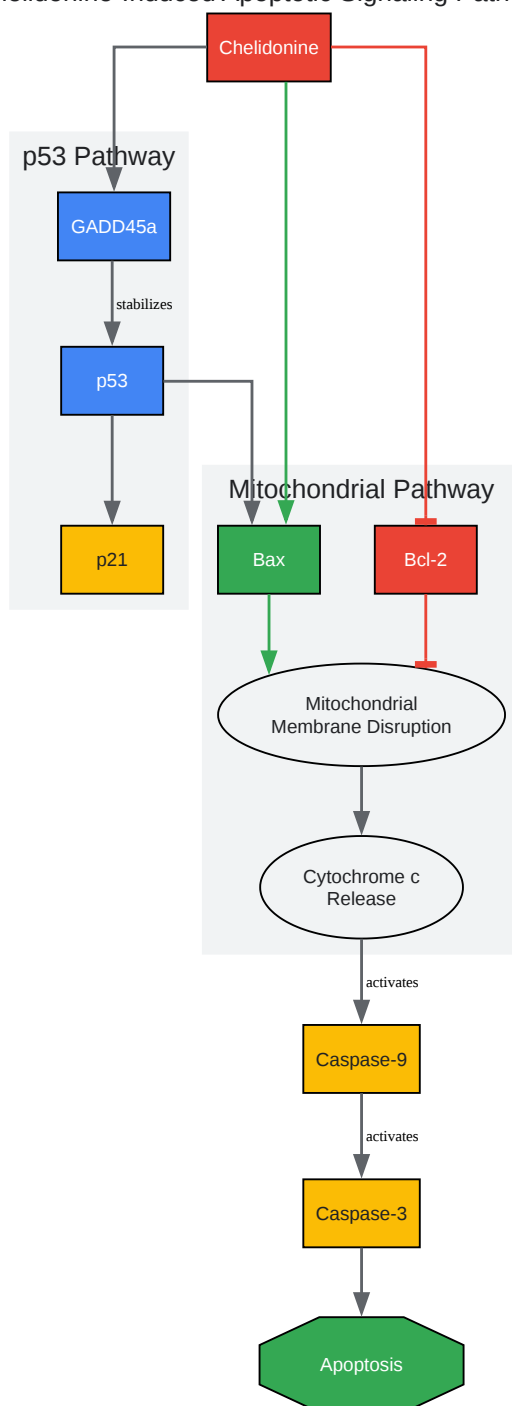 Chelidonine
p53 Pathway
GADD45a
stabilizes
p53
Mitochondrial Pathway
p21
Bax
Bcl-2
Mitochondrial
Membrane Disruption
Cytochrome c
Release
activates
Caspase-9
activates
Caspase-3
Apoptosis